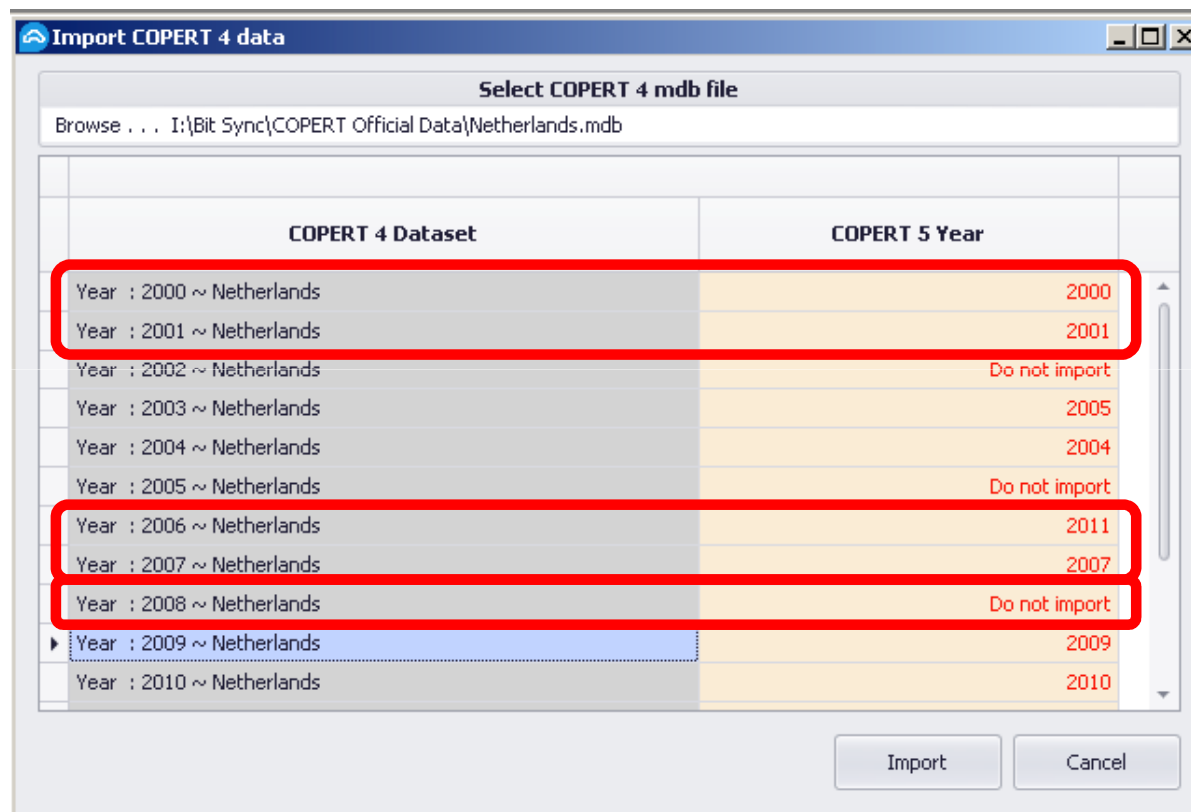 Import COPERT 4 data
Select COPERT 4 mdb file
Browse . . . I:\Bit Sync\COPERT Official Data\Netherlands.mdb
COPERT 4 Dataset COPERT 5 Year
Year : 2000 ~ Netherlands 2000
Year : 2001 ~ Netherlands 2001
Year : 2002 ~ Netherlands Do not import
Year : 2003 ~ Netherlands 2005
Year : 2004 ~ Netherlands 2004
Year : 2005 ~ Netherlands Do not import
Year : 2006 ~ Netherlands 2011
Year : 2007 ~ Netherlands 2007
Year : 2008 ~ Netherlands Do not import
Year : 2009 ~ Netherlands 2009
Year : 2010 ~ Netherlands 2010
Import Cancel